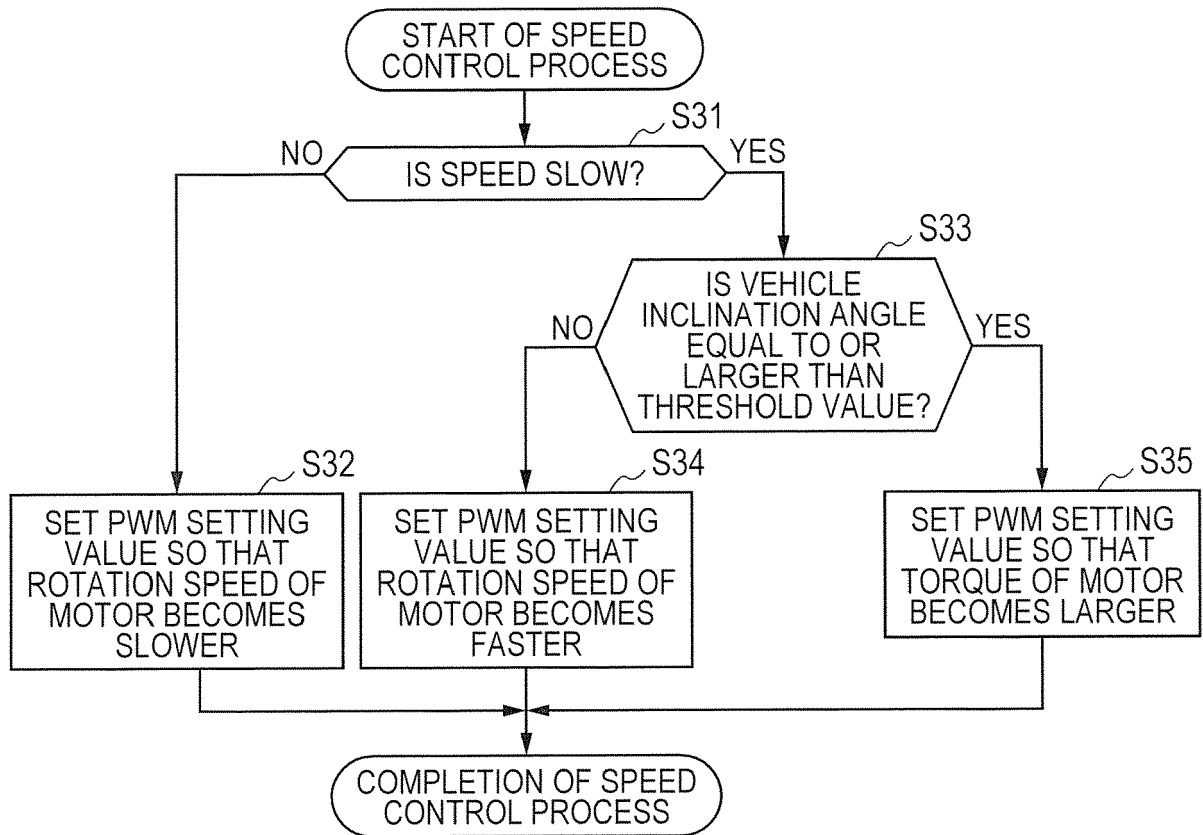 START OF SPEED
CONTROL PROCESS
S31
NO
IS SPEED SLOW?
YES
S33
IS VEHICLE
INCLINATION ANGLE
EQUAL TO OR
LARGER THAN
THRESHOLD VALUE?
NO
YES
S32
SET PWM SETTING
VALUE SO THAT
ROTATION SPEED OF
MOTOR BECOMES
SLOWER
S34
SET PWM SETTING
VALUE SO THAT
ROTATION SPEED OF
MOTOR BECOMES
FASTER
S35
SET PWM SETTING
VALUE SO THAT
TORQUE OF MOTOR
BECOMES LARGER
COMPLETION OF SPEED
CONTROL PROCESS